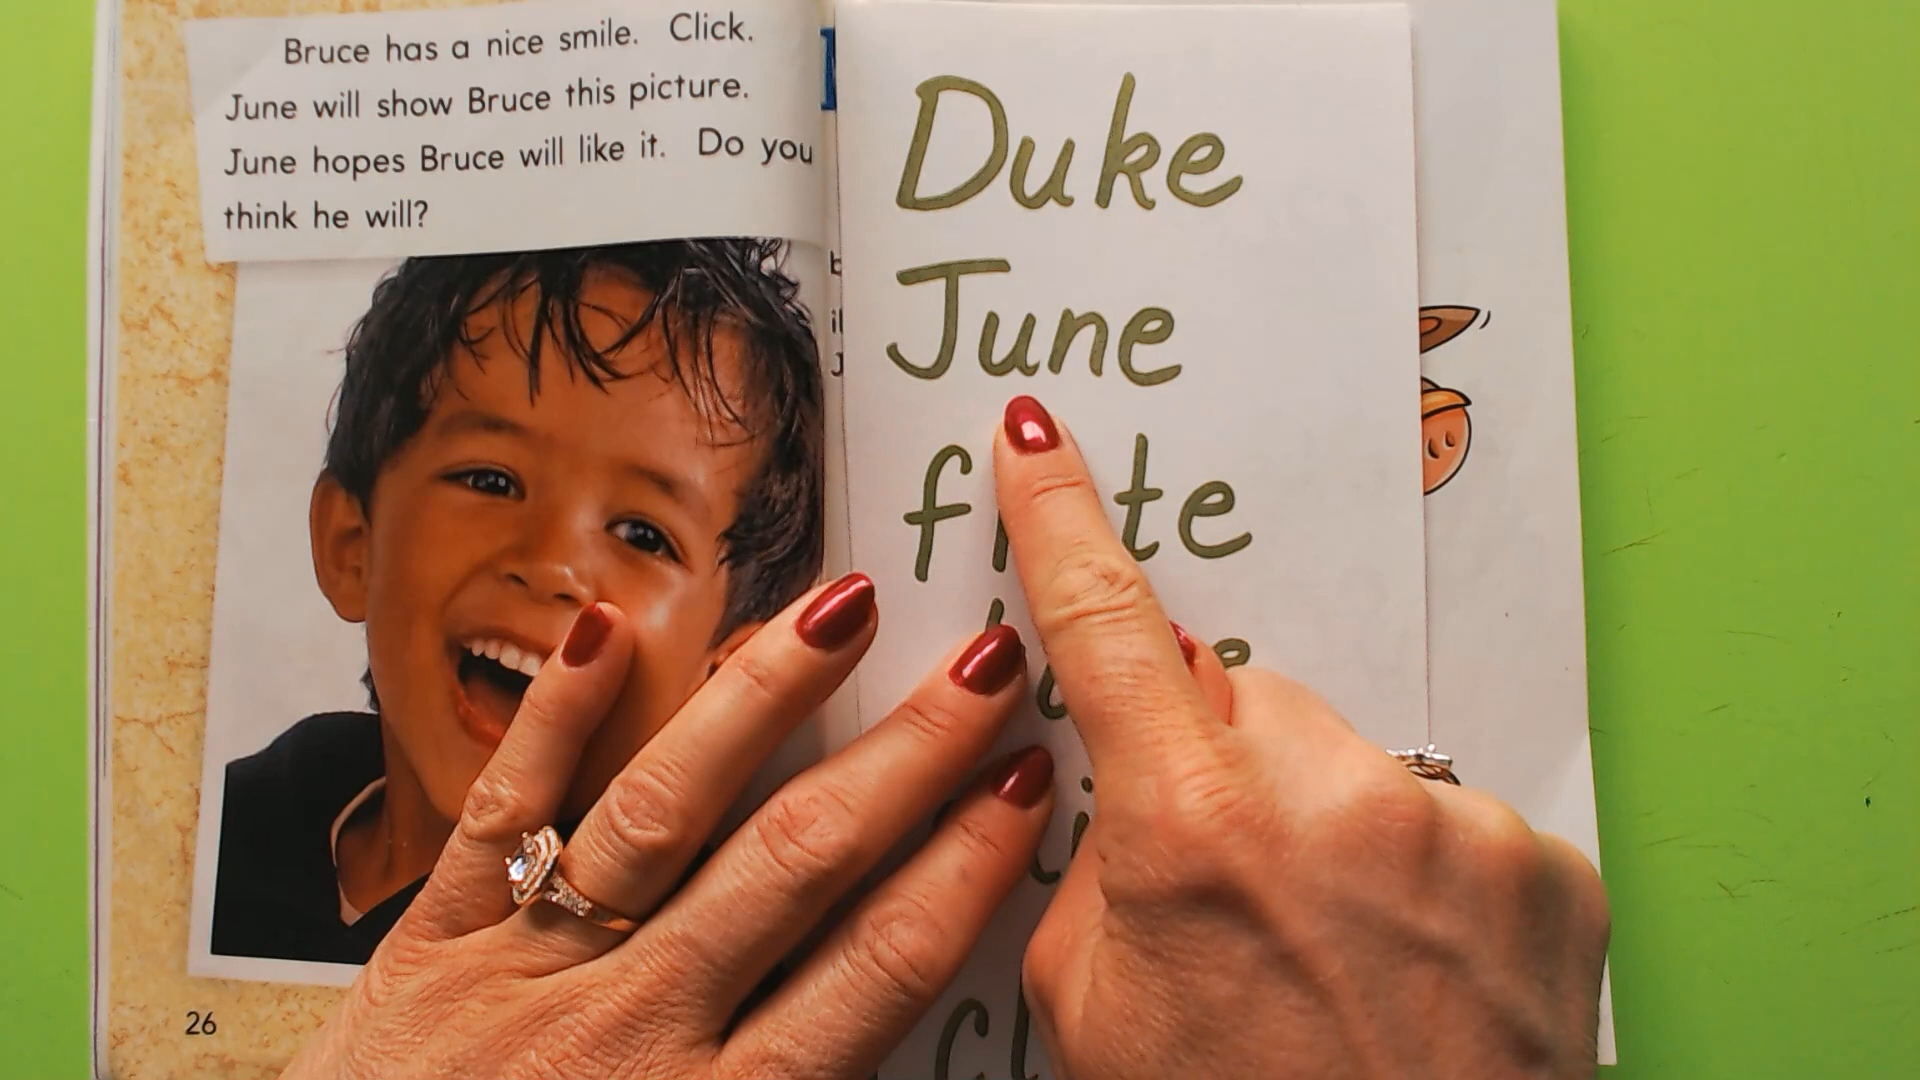 Bruce has a nice smile. Click.
June will show Bruce this picture.
June hopes Bruce will like it. Do you
think he will?
26
Duke
June